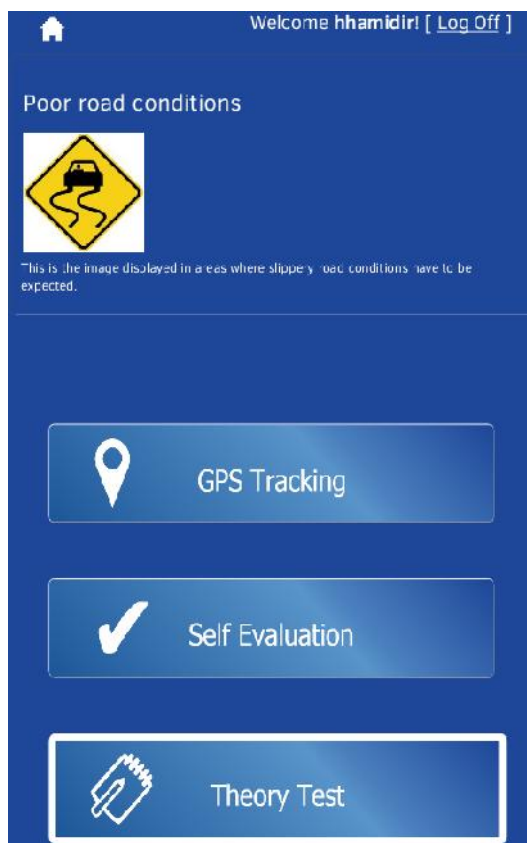 Welcome hhamidir! [ Log Off ]
Poor road conditions
This is the image displayed in areas where slippery road conditions have to be
expected.
GPS Tracking
Self Evaluation
Theory Test